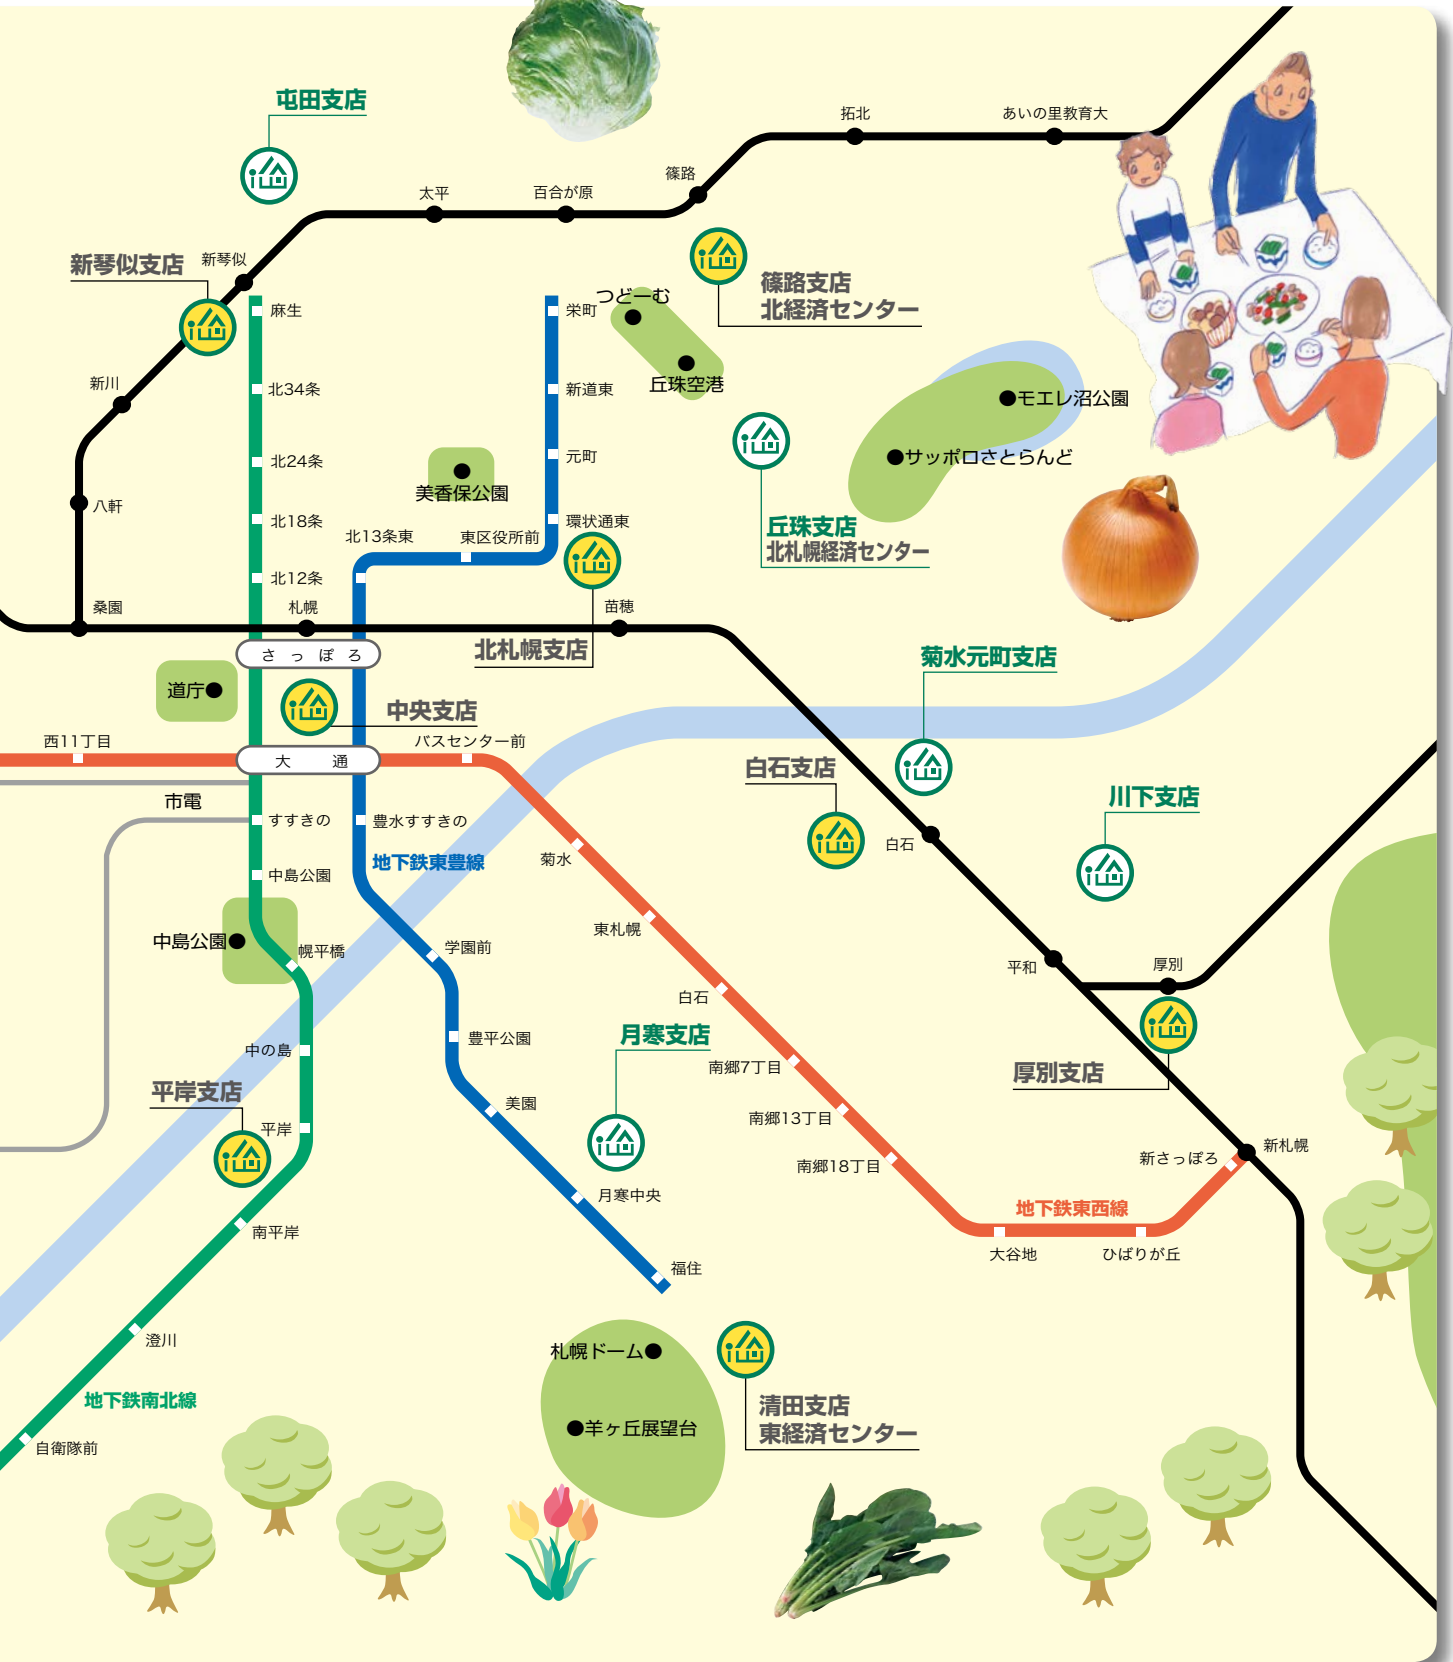 屯田支店
拓北
あいの里教育大
篠路
太平
百合が原
新琴似支店
新琴似
篠路支店
北経済センター
つどーむ
麻生
栄町
新川
北34条
新道東
丘珠空港
モエレ沼公園
北24条
元町
サッポロさとらんど
美香保公園
八軒
北18条
環状通東
丘珠支店
北札幌経済センター
北13条東
東区役所前
北12条
桑園
札幌
苗穂
さっぽろ
北札幌支店
菊水元町支店
道庁
中央支店
西11丁目
バスセンター前
大通
白石支店
市電
川下支店
すすきの
豊水すすきの
白石
菊水
地下鉄東豊線
中島公園
東札幌
中島公園
幌平橋
学園前
平和
厚別
白石
豊平公園
月寒支店
中の島
南郷7丁目
厚別支店
平岸支店
美園
南郷13丁目
平岸
新札幌
新さっぽろ
南郷18丁目
月寒中央
地下鉄東西線
南平岸
大谷地
ひばりが丘
福住
澄川
札幌ドーム
地下鉄南北線
清田支店
東経済センター
羊ヶ丘展望台
自衛隊前